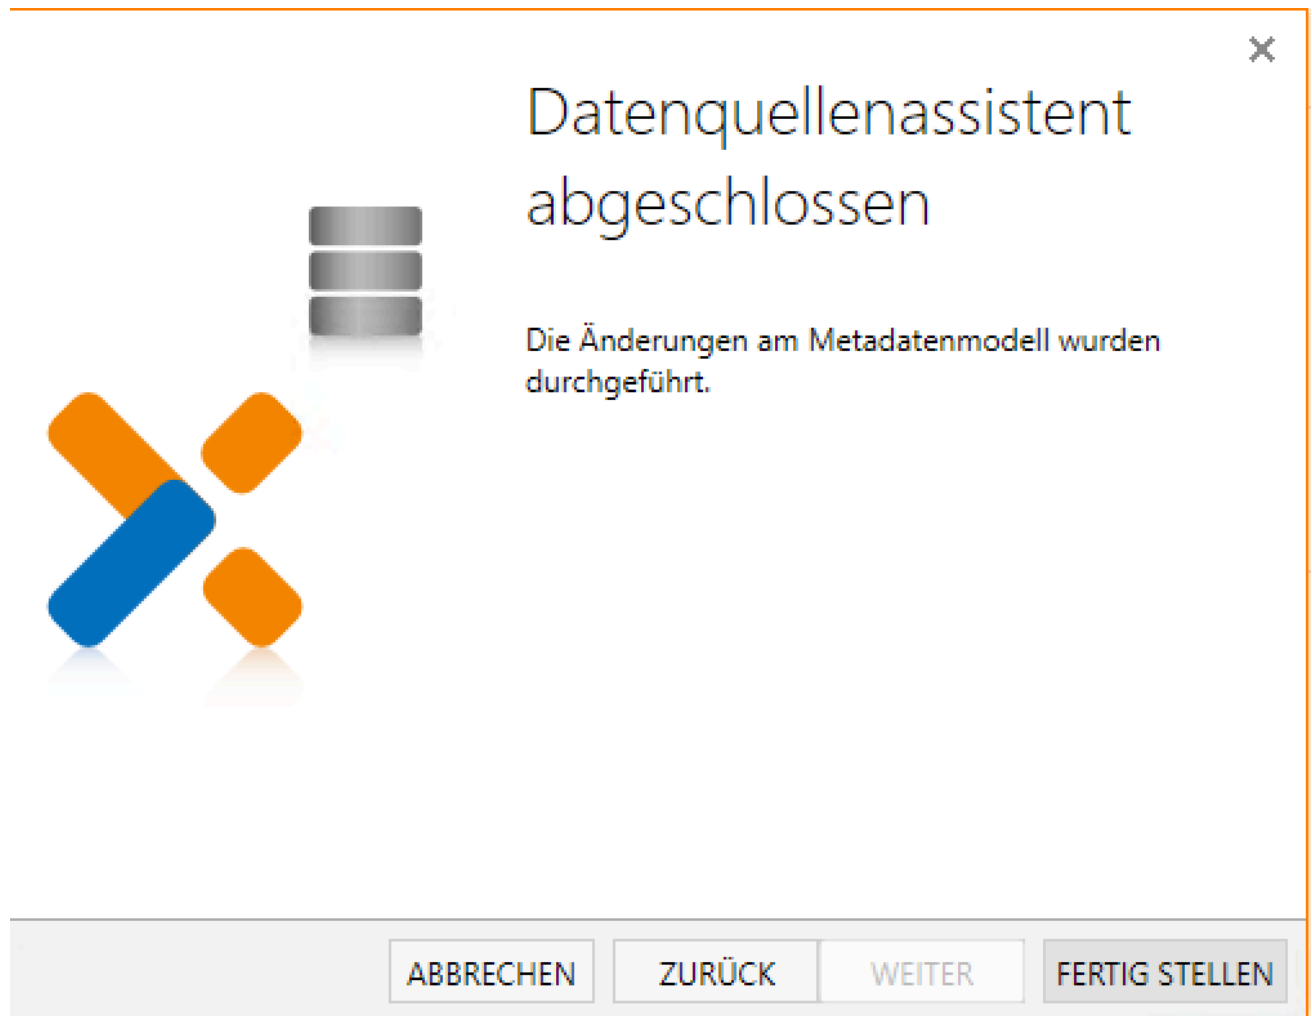 Datenquellenassistent
abgeschlossen
Die Änderungen am Metadatenmodell wurden
durchgeführt.
ABBRECHEN
ZURÜCK
WEITER
FERTIG STELLEN